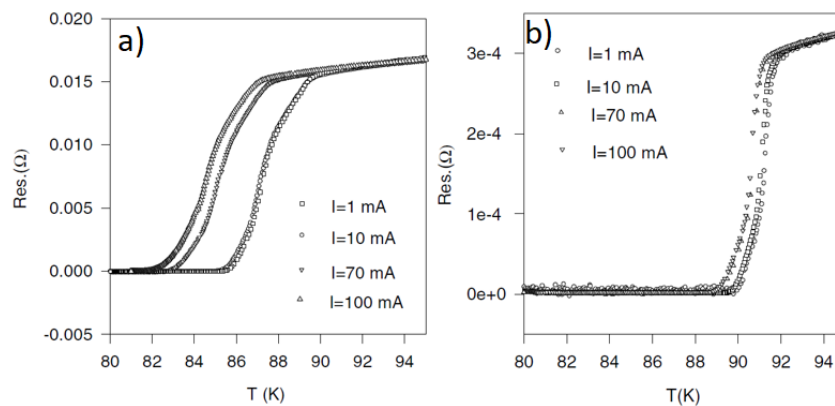 a)
0.020
0.015
0.010
0.005
0.000
-0.005
Res.(Ω)
I=1 mA
I=10 mA
I=70 mA
I=100 mA
80 82 84 86 88 90 92 94
T (K)
b)
3e-4
2e-4
1e-4
0e+0
Res.(Ω)
I=1 mA
I=10 mA
I=70 mA
I=100 mA
80 82 84 86 88 90 92 94
T(K)